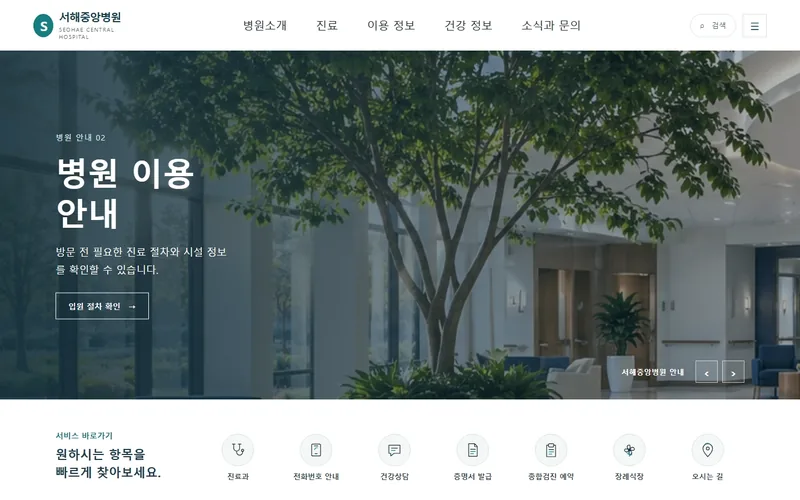 S
서해중앙병원
SEOHAE CENTRAL
HOSPITAL
병원소개
진료
이용 정보
건강 정보
소식과 문의
검색
병원 안내 02
병원 이용
안내
방문 전 필요한 진료 절차와 시설 정보
를 확인할 수 있습니다.
입원 절차 확인 →
서해중앙병원 안내
<
>
서비스 바로가기
원하시는 항목을
빠르게 찾아보세요.
진료과
전화번호 안내
건강상담
증명서 발급
종합검진 예약
장례식장
오시는 길